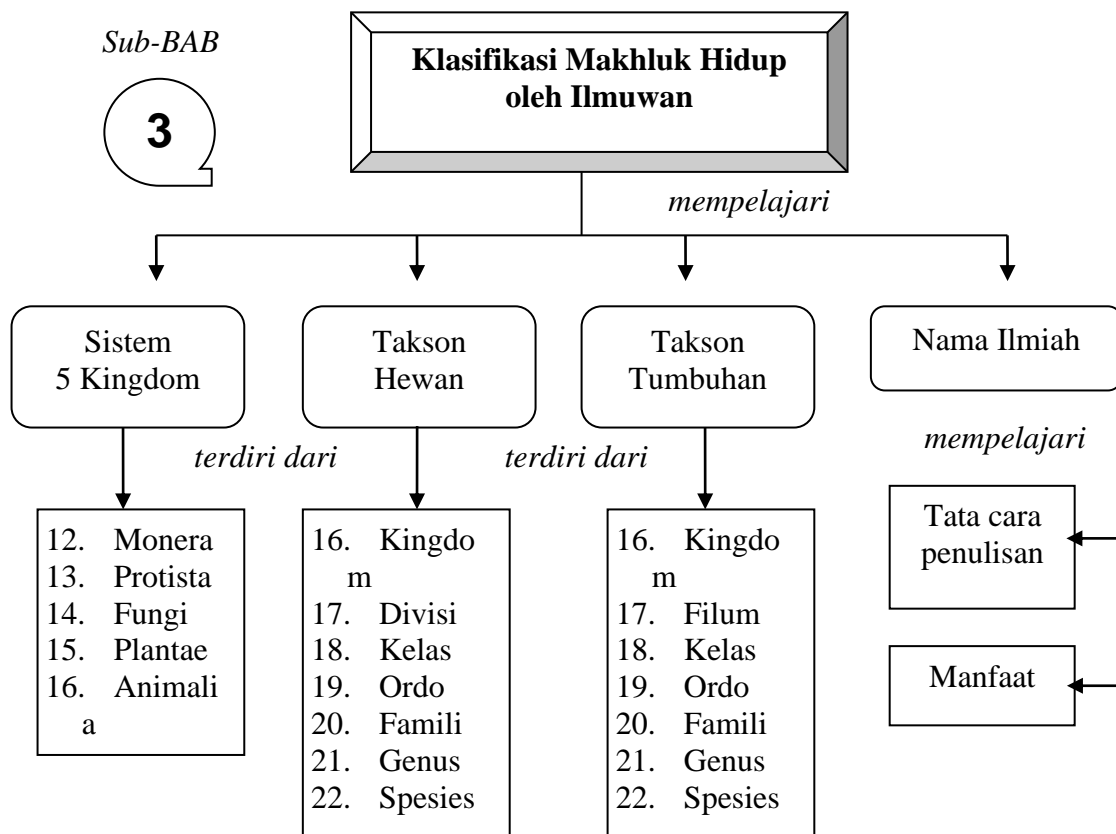 Sub-BAB
3
Klasifikasi Makhluk Hidup
oleh Ilmuwan
mempelajari
Sistem
5 Kingdom
Takson
Hewan
Takson
Tumbuhan
Nama Ilmiah
terdiri dari
terdiri dari
mempelajari
12. Monera
13. Protista
14. Fungi
15. Plantae
16. Animali
a
16. Kingdo
m
17. Divisi
18. Kelas
19. Ordo
20. Famili
21. Genus
22. Spesies
16. Kingdo
m
17. Filum
18. Kelas
19. Ordo
20. Famili
21. Genus
22. Spesies
Tata cara
penulisan
Manfaat